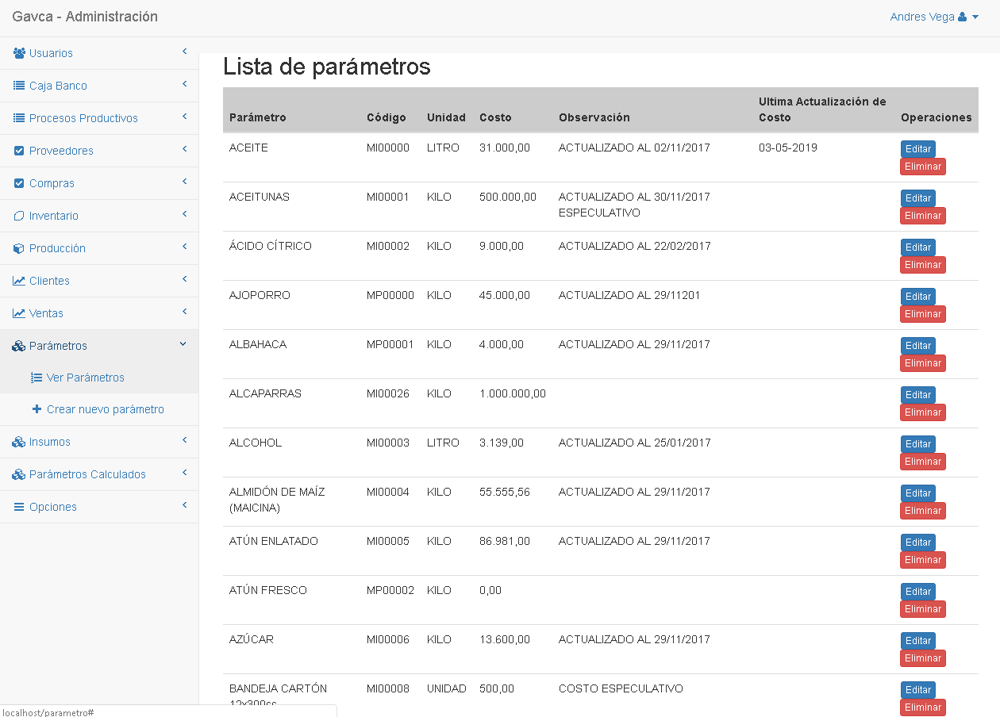 Gavca - Administración
Andres Vega
Usuarios
Caja Banco
Procesos Productivos
Proveedores
Compras
Inventario
Producción
Clientes
Ventas
Parámetros
Ver Parámetros
Crear nuevo parámetro
Insumos
Parámetros Calculados
Opciones
Lista de parámetros
Parámetro Código Unidad Costo Observación Ultima Actualización de Costo Operaciones
ACEITE MI00000 LITRO 31.000,00 ACTUALIZADO AL 02/11/2017 03-05-2019 Editar
Eliminar
ACEITUNAS MI00001 KILO 500.000,00 ACTUALIZADO AL 30/11/2017 Editar
ESPECULATIVO Eliminar
ÁCIDO CÍTRICO MI00002 KILO 9.000,00 ACTUALIZADO AL 22/02/2017 Editar
Eliminar
AJOPORRO MP00000 KILO 45.000,00 ACTUALIZADO AL 29/11201 Editar
Eliminar
ALBAHACA MP00001 KILO 4.000,00 ACTUALIZADO AL 29/11/2017 Editar
Eliminar
ALCAPARRAS MI00026 KILO 1.000.000,00 Editar
Eliminar
ALCOHOL MI00003 LITRO 3.139,00 ACTUALIZADO AL 25/01/2017 Editar
Eliminar
ALMIDÓN DE MAÍZ MI00004 KILO 55.555,56 ACTUALIZADO AL 29/11/2017 Editar
(MAICINA) Eliminar
ATÚN ENLATADO MI00005 KILO 86.981,00 ACTUALIZADO AL 29/11/2017 Editar
Eliminar
ATÚN FRESCO MP00002 KILO 0,00 Editar
Eliminar
AZÚCAR MI00006 KILO 13.600,00 ACTUALIZADO AL 29/11/2017 Editar
Eliminar
BANDEJA CARTÓN MI00008 UNIDAD 500,00 COSTO ESPECULATIVO Editar
12x300cc Eliminar
localhost/parametro#